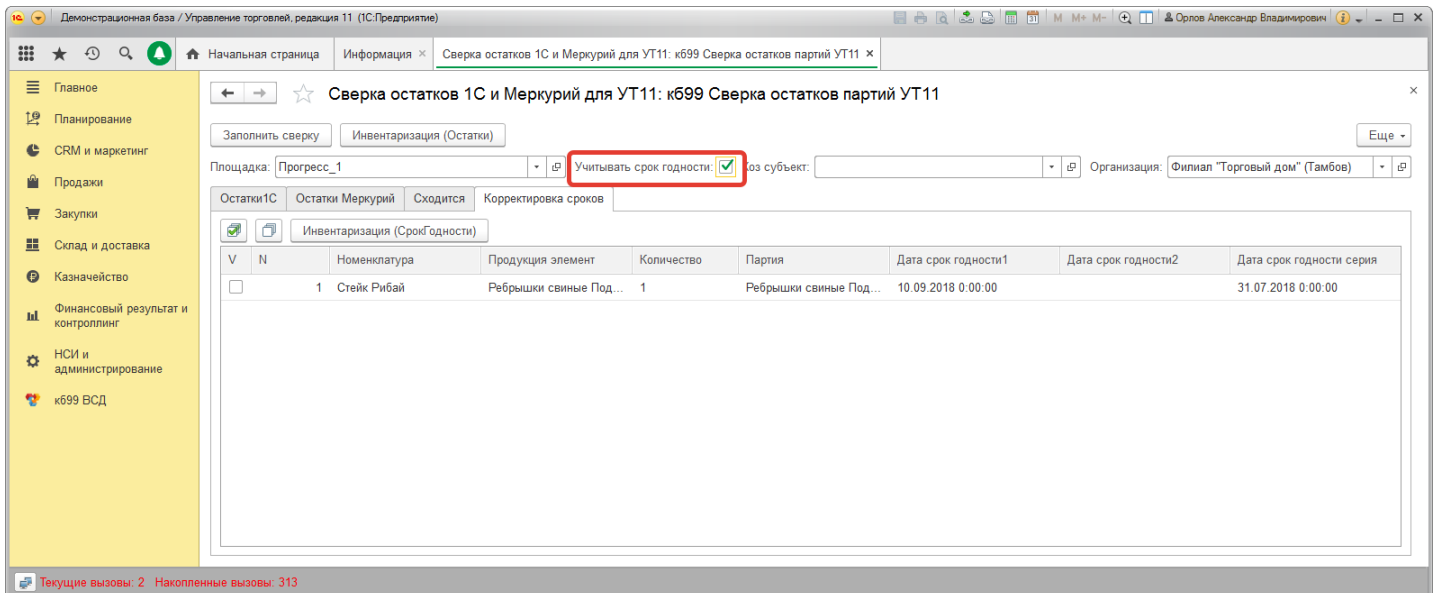 Демонстрационная база / Управление торговлей, редакция 11 (1С:Предприятие)
M M+ M- Орлов Александр Владимирович
Начальная страница
Информация ×
Сверка остатков 1С и Меркурий для УТ11: к699 Сверка остатков партий УТ11 ×
Главное
Планирование
CRM и маркетинг
Продажи
Закупки
Склад и доставка
Казначейство
Финансовый результат и
контроллинг
НСИ и
администрирование
к699 ВСД
Сверка остатков 1С и Меркурий для УТ11: к699 Сверка остатков партий УТ11
Заполнить сверку Инвентаризация (Остатки) Еще
Площадка: Прогресс_1 Учитывать срок годности: Хоз субъект: Организация: Филиал "Торговый дом" (Тамбов)
Остатки1С Остатки Меркурий Сходится Корректировка сроков
Инвентаризация (СрокГодности)
V N Номенклатура Продукция элемент Количество Партия Дата срок годности1 Дата срок годности2 Дата срок годности серия
1 Стейк Рибай Ребрышки свиные Под... 1 Ребрышки свиные Под... 10.09.2018 0:00:00 31.07.2018 0:00:00
Текущие вызовы: 2 Накопленные вызовы: 313